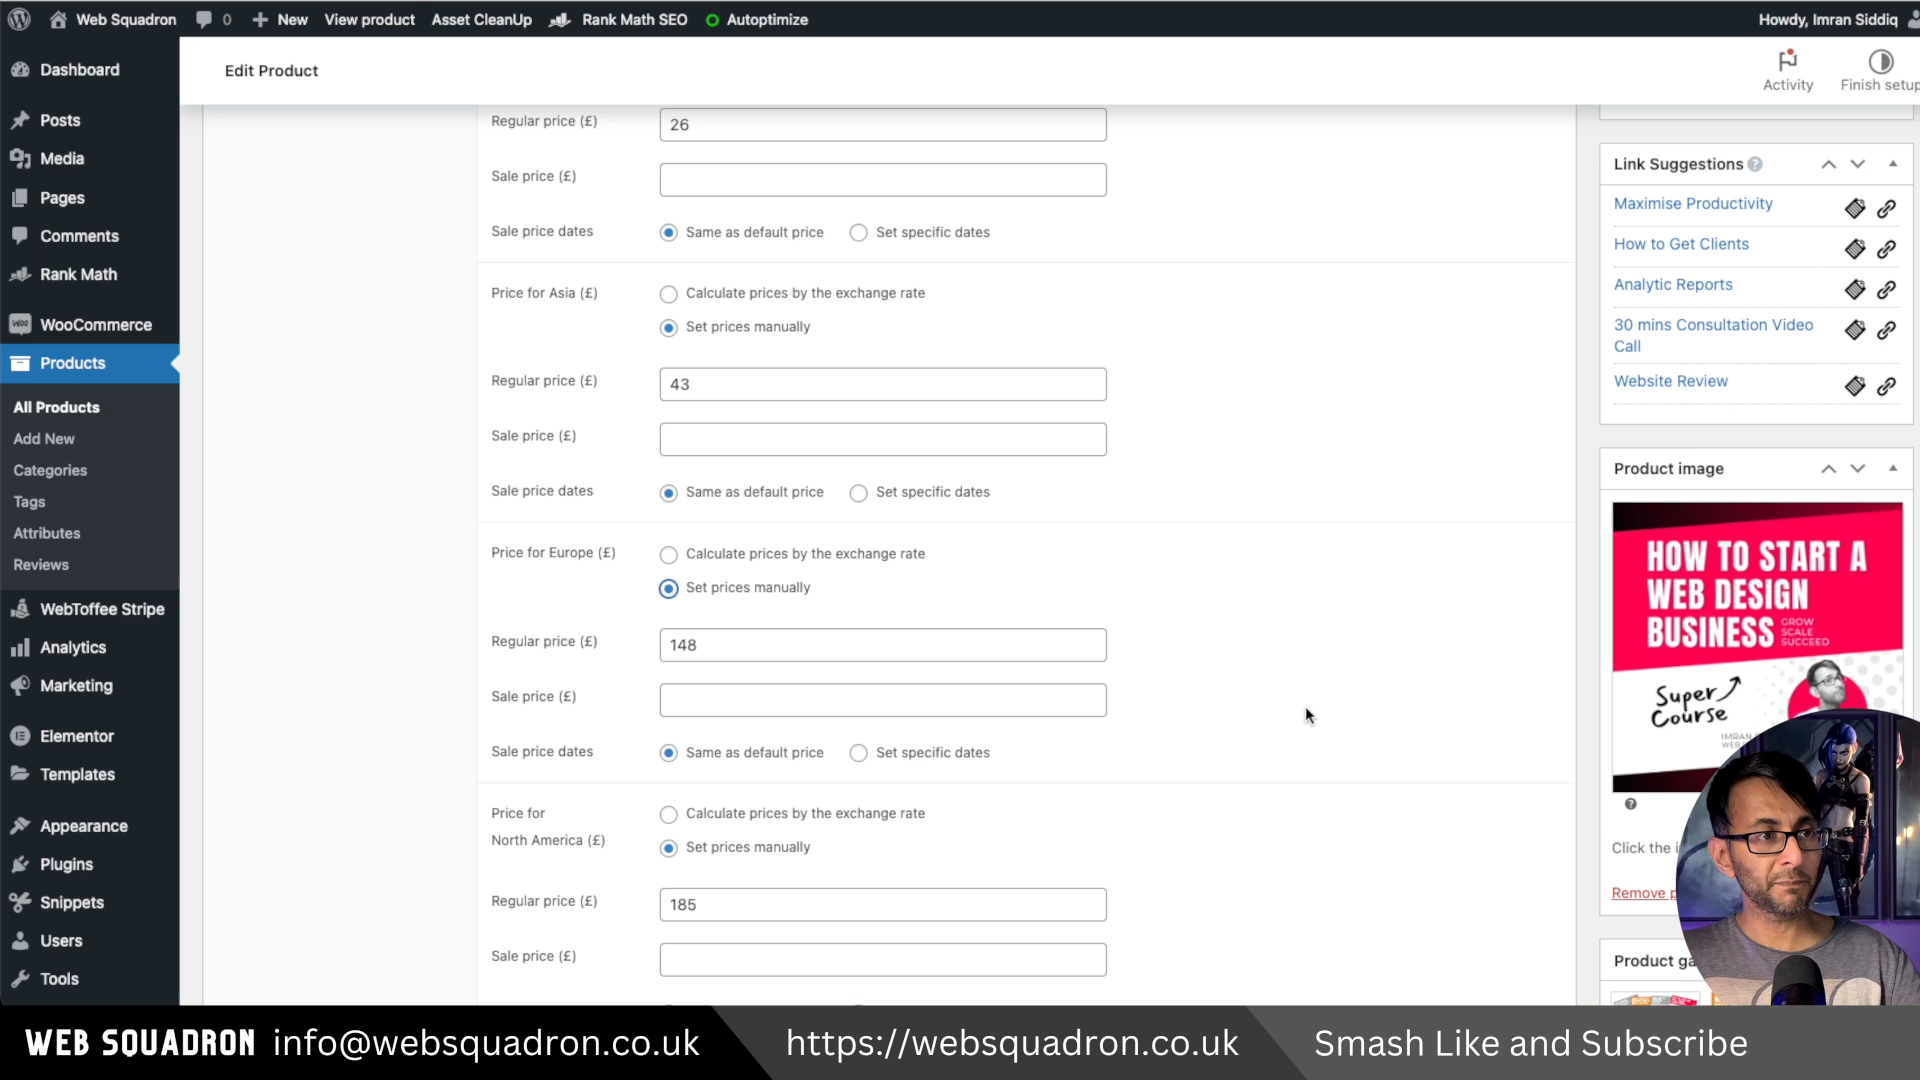 Web Squadron 0 New View product Asset CleanUp Rank Math SEO Autoptimize Howdy, Imran Siddiq
Edit Product
Activity
Finish setup
Dashboard
Posts
Media
Pages
Comments
Rank Math
WooCommerce
Products
All Products
Add New
Categories
Tags
Attributes
Reviews
WebToffee Stripe
Analytics
Marketing
Elementor
Templates
Appearance
Plugins
Snippets
Users
Tools
Regular price (£) 26
Sale price (£)
Sale price dates Same as default price Set specific dates
Price for Asia (£) Calculate prices by the exchange rate
Set prices manually
Regular price (£) 43
Sale price (£)
Sale price dates Same as default price Set specific dates
Price for Europe (£) Calculate prices by the exchange rate
Set prices manually
Regular price (£) 148
Sale price (£)
Sale price dates Same as default price Set specific dates
Price for Calculate prices by the exchange rate
North America (£) Set prices manually
Regular price (£) 185
Sale price (£)
Link Suggestions
Maximise Productivity
How to Get Clients
Analytic Reports
30 mins Consultation Video
Call
Website Review
Product image
HOW TO START A
WEB DESIGN
BUSINESS
GROW
SCALE
SUCCEED
Super
Course
IMRAN
Click the
Remove
Product
WEB SQUADRON info@websquadron.co.uk https://websquadron.co.uk Smash Like and Subscribe